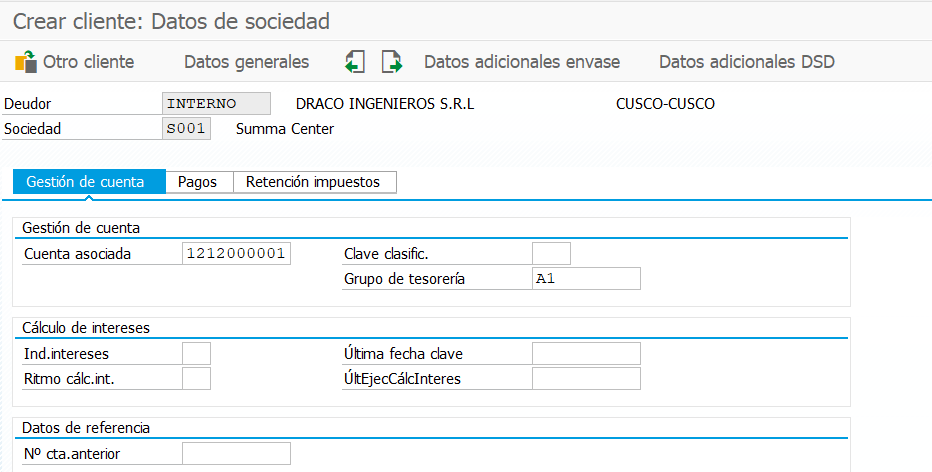 Crear cliente: Datos de sociedad
Otro cliente Datos generales Datos adicionales envase Datos adicionales DSD
Deudor INTERNO DRACO INGENIEROS S.R.L CUSCO-CUSCO
Sociedad S001 Summa Center
Gestión de cuenta Pagos Retención impuestos
Gestión de cuenta
Cuenta asociada 1212000001 Clave clasific.
Grupo de tesorería A1
Cálculo de intereses
Ind.intereses Última fecha clave
Ritmo cálc.int. ÚltEjecCálcInteres
Datos de referencia
Nº cta.anterior